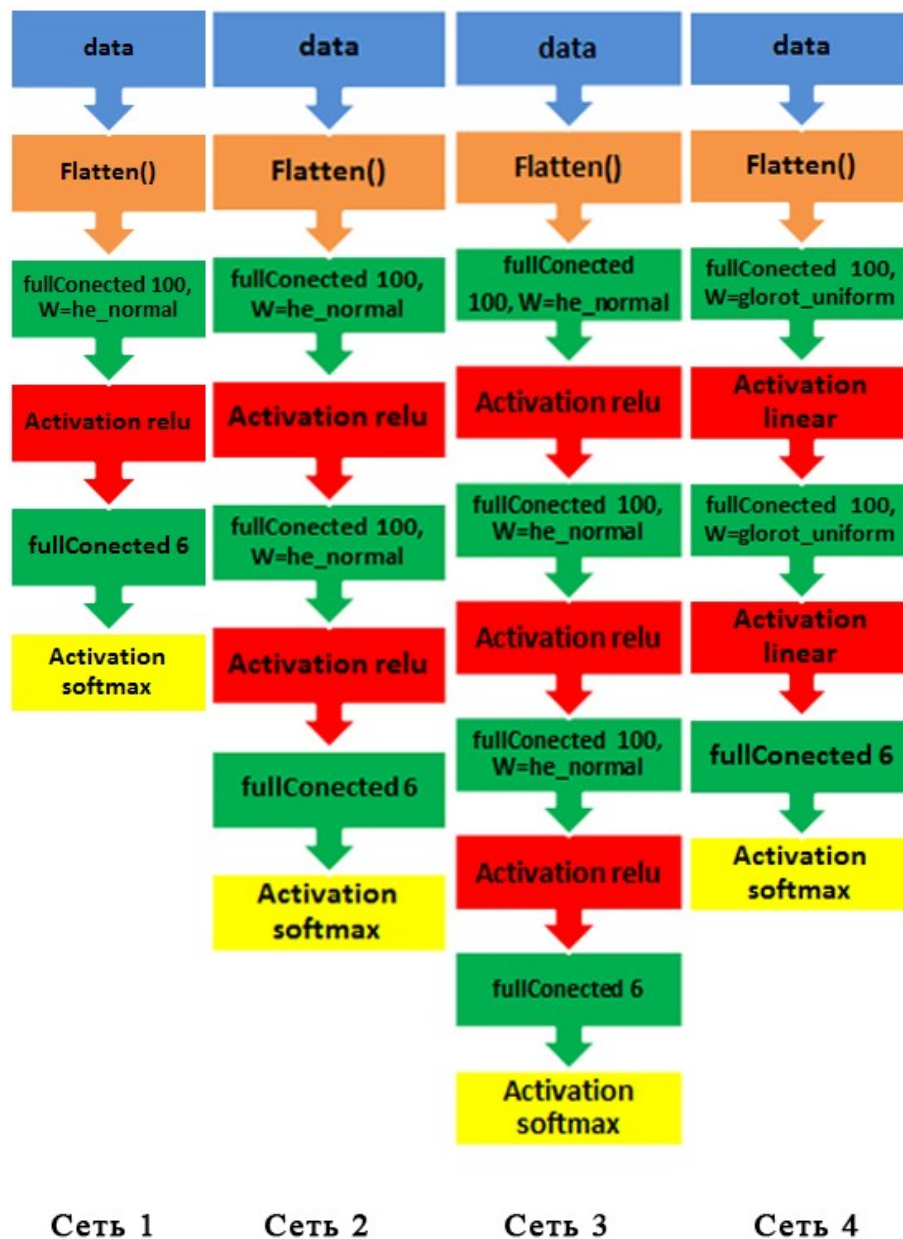 data
Flatten()
fullConected 100,
W=he_normal
Activation relu
fullConected 6
Activation
softmax
data
Flatten()
fullConected 100,
W=he_normal
Activation relu
fullConected 100,
W=he_normal
Activation relu
fullConected 6
Activation
softmax
data
Flatten()
fullConected
100, W=he_normal
Activation relu
fullConected 100,
W=he_normal
Activation relu
fullConected 100,
W=he_normal
Activation relu
fullConected 6
Activation
softmax
data
Flatten()
fullConected 100,
W=glorot_uniform
Activation
linear
fullConected 100,
W=glorot_uniform
Activation
linear
fullConected 6
Activation
softmax
Сеть 1
Сеть 2
Сеть 3
Сеть 4